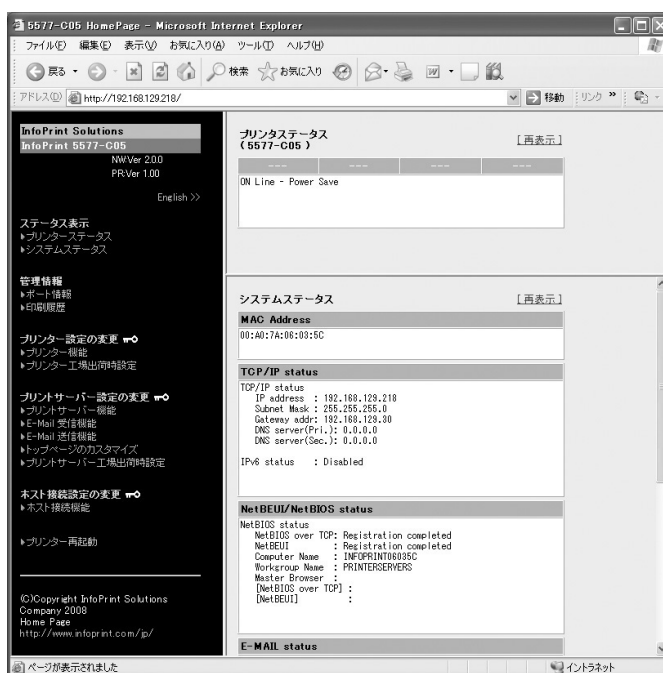 5577-C05 HomePage - Microsoft Internet Explorer
ファイル(F) 編集(E) 表示(V) お気に入り(A) ツール(T) ヘルプ(H)
戻る 検索 お気に入り
アドレス(D) http://192.168.129.218/ 移動 リンク »
InfoPrint Solutions
InfoPrint 5577-C05
NW:Ver 2.0.0
PR:Ver 1.00
English >>
ステータス表示
プリンターステータス
システムステータス
管理情報
ポート情報
印刷履歴
プリンター設定の変更
プリンター機能
プリンター工場出荷時設定
プリントサーバー設定の変更
プリントサーバー機能
E-Mail 受信機能
E-Mail 送信機能
トップページのカスタマイズ
プリントサーバー工場出荷時設定
ホスト接続設定の変更
ホスト接続機能
プリンター再起動
(C)Copyright InfoPrint Solutions
Company 2008
Home Page
http://www.infoprint.com/jp/
プリンタステータス
( 5577-C05 )
[再表示]
--- --- --- ---
ON Line - Power Save
システムステータス [再表示]
MAC Address
00:A0:7A:06:03:5C
TCP/IP status
TCP/IP status
IP address : 192.168.129.218
Subnet Mask : 255.255.255.0
Gateway addr: 192.168.129.30
DNS server(Pri.): 0.0.0.0
DNS server(Sec.): 0.0.0.0
IPv6 status : Disabled
NetBEUI/NetBIOS status
NetBIOS status
NetBIOS over TCP: Registration completed
NetBEUI : Registration completed
Computer Name : INFOPRINT06035C
Workgroup Name : PRINTERSERVERS
Master Browser :
[NetBIOS over TCP] :
[NetBEUI] :
E-MAIL status
ページが表示されました イントラネット